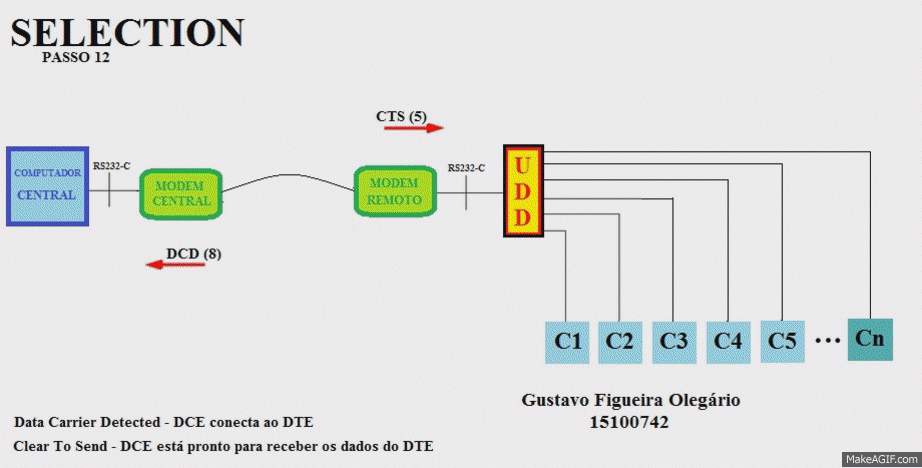 SELECTION
PASSO 12
CTS (5)
COMPUTADOR
CENTRAL
RS232-C
MODEM
CENTRAL
MODEM
REMOTO
RS232-C
U
D
D
DCD (8)
C1
C2
C3
C4
C5
...
Cn
Gustavo Figueira Olegário
15100742
Data Carrier Detected - DCE conecta ao DTE
Clear To Send - DCE está pronto para receber os dados do DTE
MakeAGIF.com